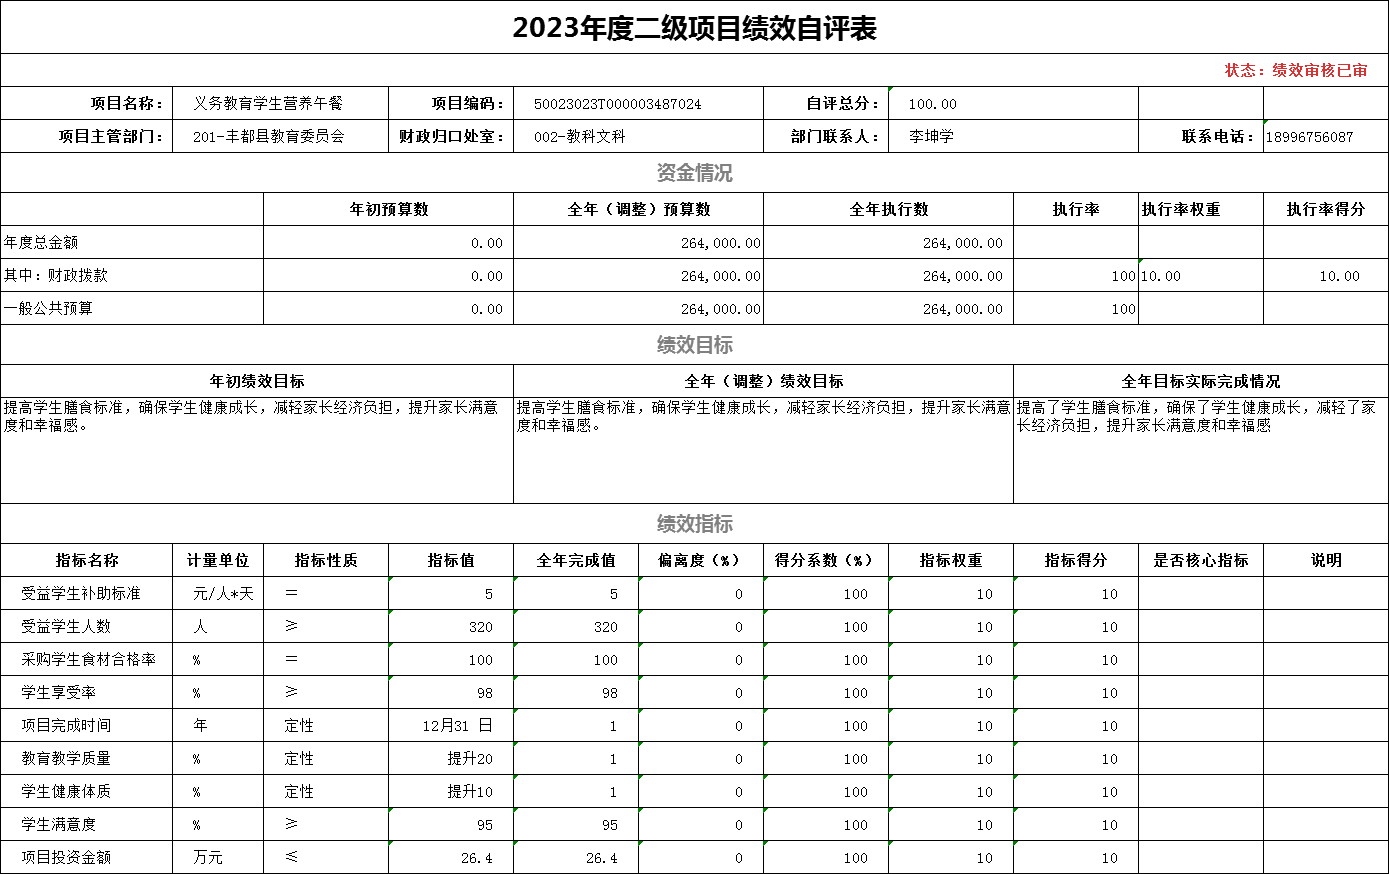 2023年度二级项目绩效自评表
状态：绩效审核已审
项目名称： 义务教育学生营养午餐 项目编码： 50023023T000003487024 自评总分： 100.00
项目主管部门： 201-丰都县教育委员会 财政归口处室： 002-教科文科 部门联系人： 李坤学 联系电话： 18996756087
资金情况
年初预算数 全年（调整）预算数 全年执行数 执行率 执行率权重 执行率得分
年度总金额 0.00 264,000.00 264,000.00
其中：财政拨款 0.00 264,000.00 264,000.00 100 10.00 10.00
一般公共预算 0.00 264,000.00 264,000.00 100
绩效目标
年初绩效目标 全年（调整）绩效目标 全年目标实际完成情况
提高学生膳食标准，确保学生健康成长，减轻家长经济负担，提升家长满意
度和幸福感。
提高学生膳食标准，确保学生健康成长，减轻家长经济负担，提升家长满意
度和幸福感。
提高了学生膳食标准，确保了学生健康成长，减轻了家
长经济负担，提升家长满意度和幸福感
绩效指标
指标名称 计量单位 指标性质 指标值 全年完成值 偏离度（%） 得分系数（%） 指标权重 指标得分 是否核心指标 说明
受益学生补助标准 元/人*天 ＝ 5 5 0 100 10 10
受益学生人数 人 ≥ 320 320 0 100 10 10
采购学生食材合格率 % ＝ 100 100 0 100 10 10
学生享受率 % ≥ 98 98 0 100 10 10
项目完成时间 年 定性 12月31 日 1 0 100 10 10
教育教学质量 % 定性 提升20 1 0 100 10 10
学生健康体质 % 定性 提升10 1 0 100 10 10
学生满意度 % ≥ 95 95 0 100 10 10
项目投资金额 万元 ≤ 26.4 26.4 0 100 10 10